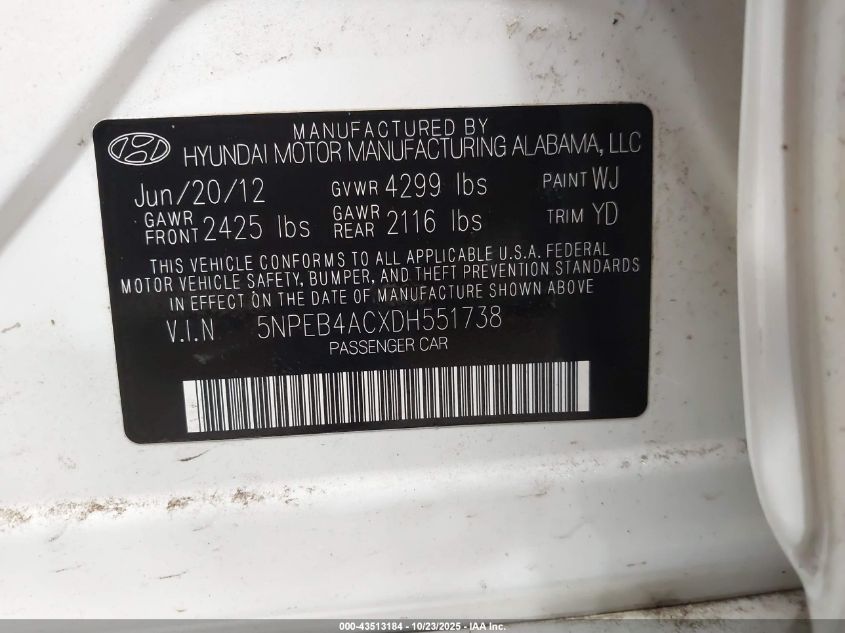 MANUFACTURED BY
HYUNDAI MOTOR MANUFACTURING ALABAMA, LLC
Jun/20/12 GVWR 4299 lbs PAINT WJ
GAWR FRONT 2425 lbs GAWR REAR 2116 lbs TRIM YD
THIS VEHICLE CONFORMS TO ALL APPLICABLE U.S.A. FEDERAL
MOTOR VEHICLE SAFETY, BUMPER, AND THEFT PREVENTION STANDARDS
IN EFFECT ON THE DATE OF MANUFACTURE SHOWN ABOVE
V.I.N 5NPEB4ACXDH551738
PASSENGER CAR
000-43513184 - 10/23/2025 - IAA Inc.